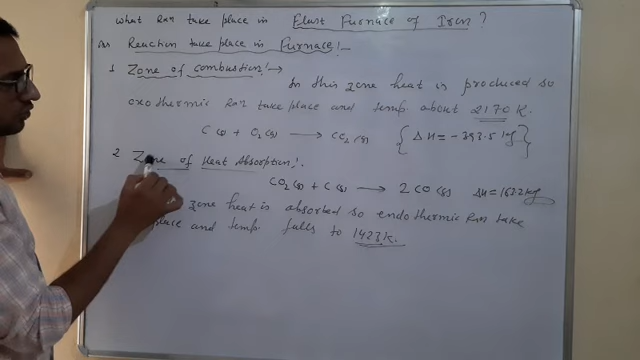 What Rxn take place in Blast Furnace of Iron?
Ans Reaction take place in Furnace!—
1 Zone of Combustion!→
In this zone heat is produced so
exothermic Rxn take place and temp. about 2170 K.
C(s) + O2(g) → CO2(g) { ΔH = -393.5 kJ }
2 Zone of Heat Absorption!.
CO2(g) + C(s) → 2 CO(g) ΔH = 163.2 kJ
zone heat is absorbed so endothermic Rxn take
place and temp falls to 1423 K.